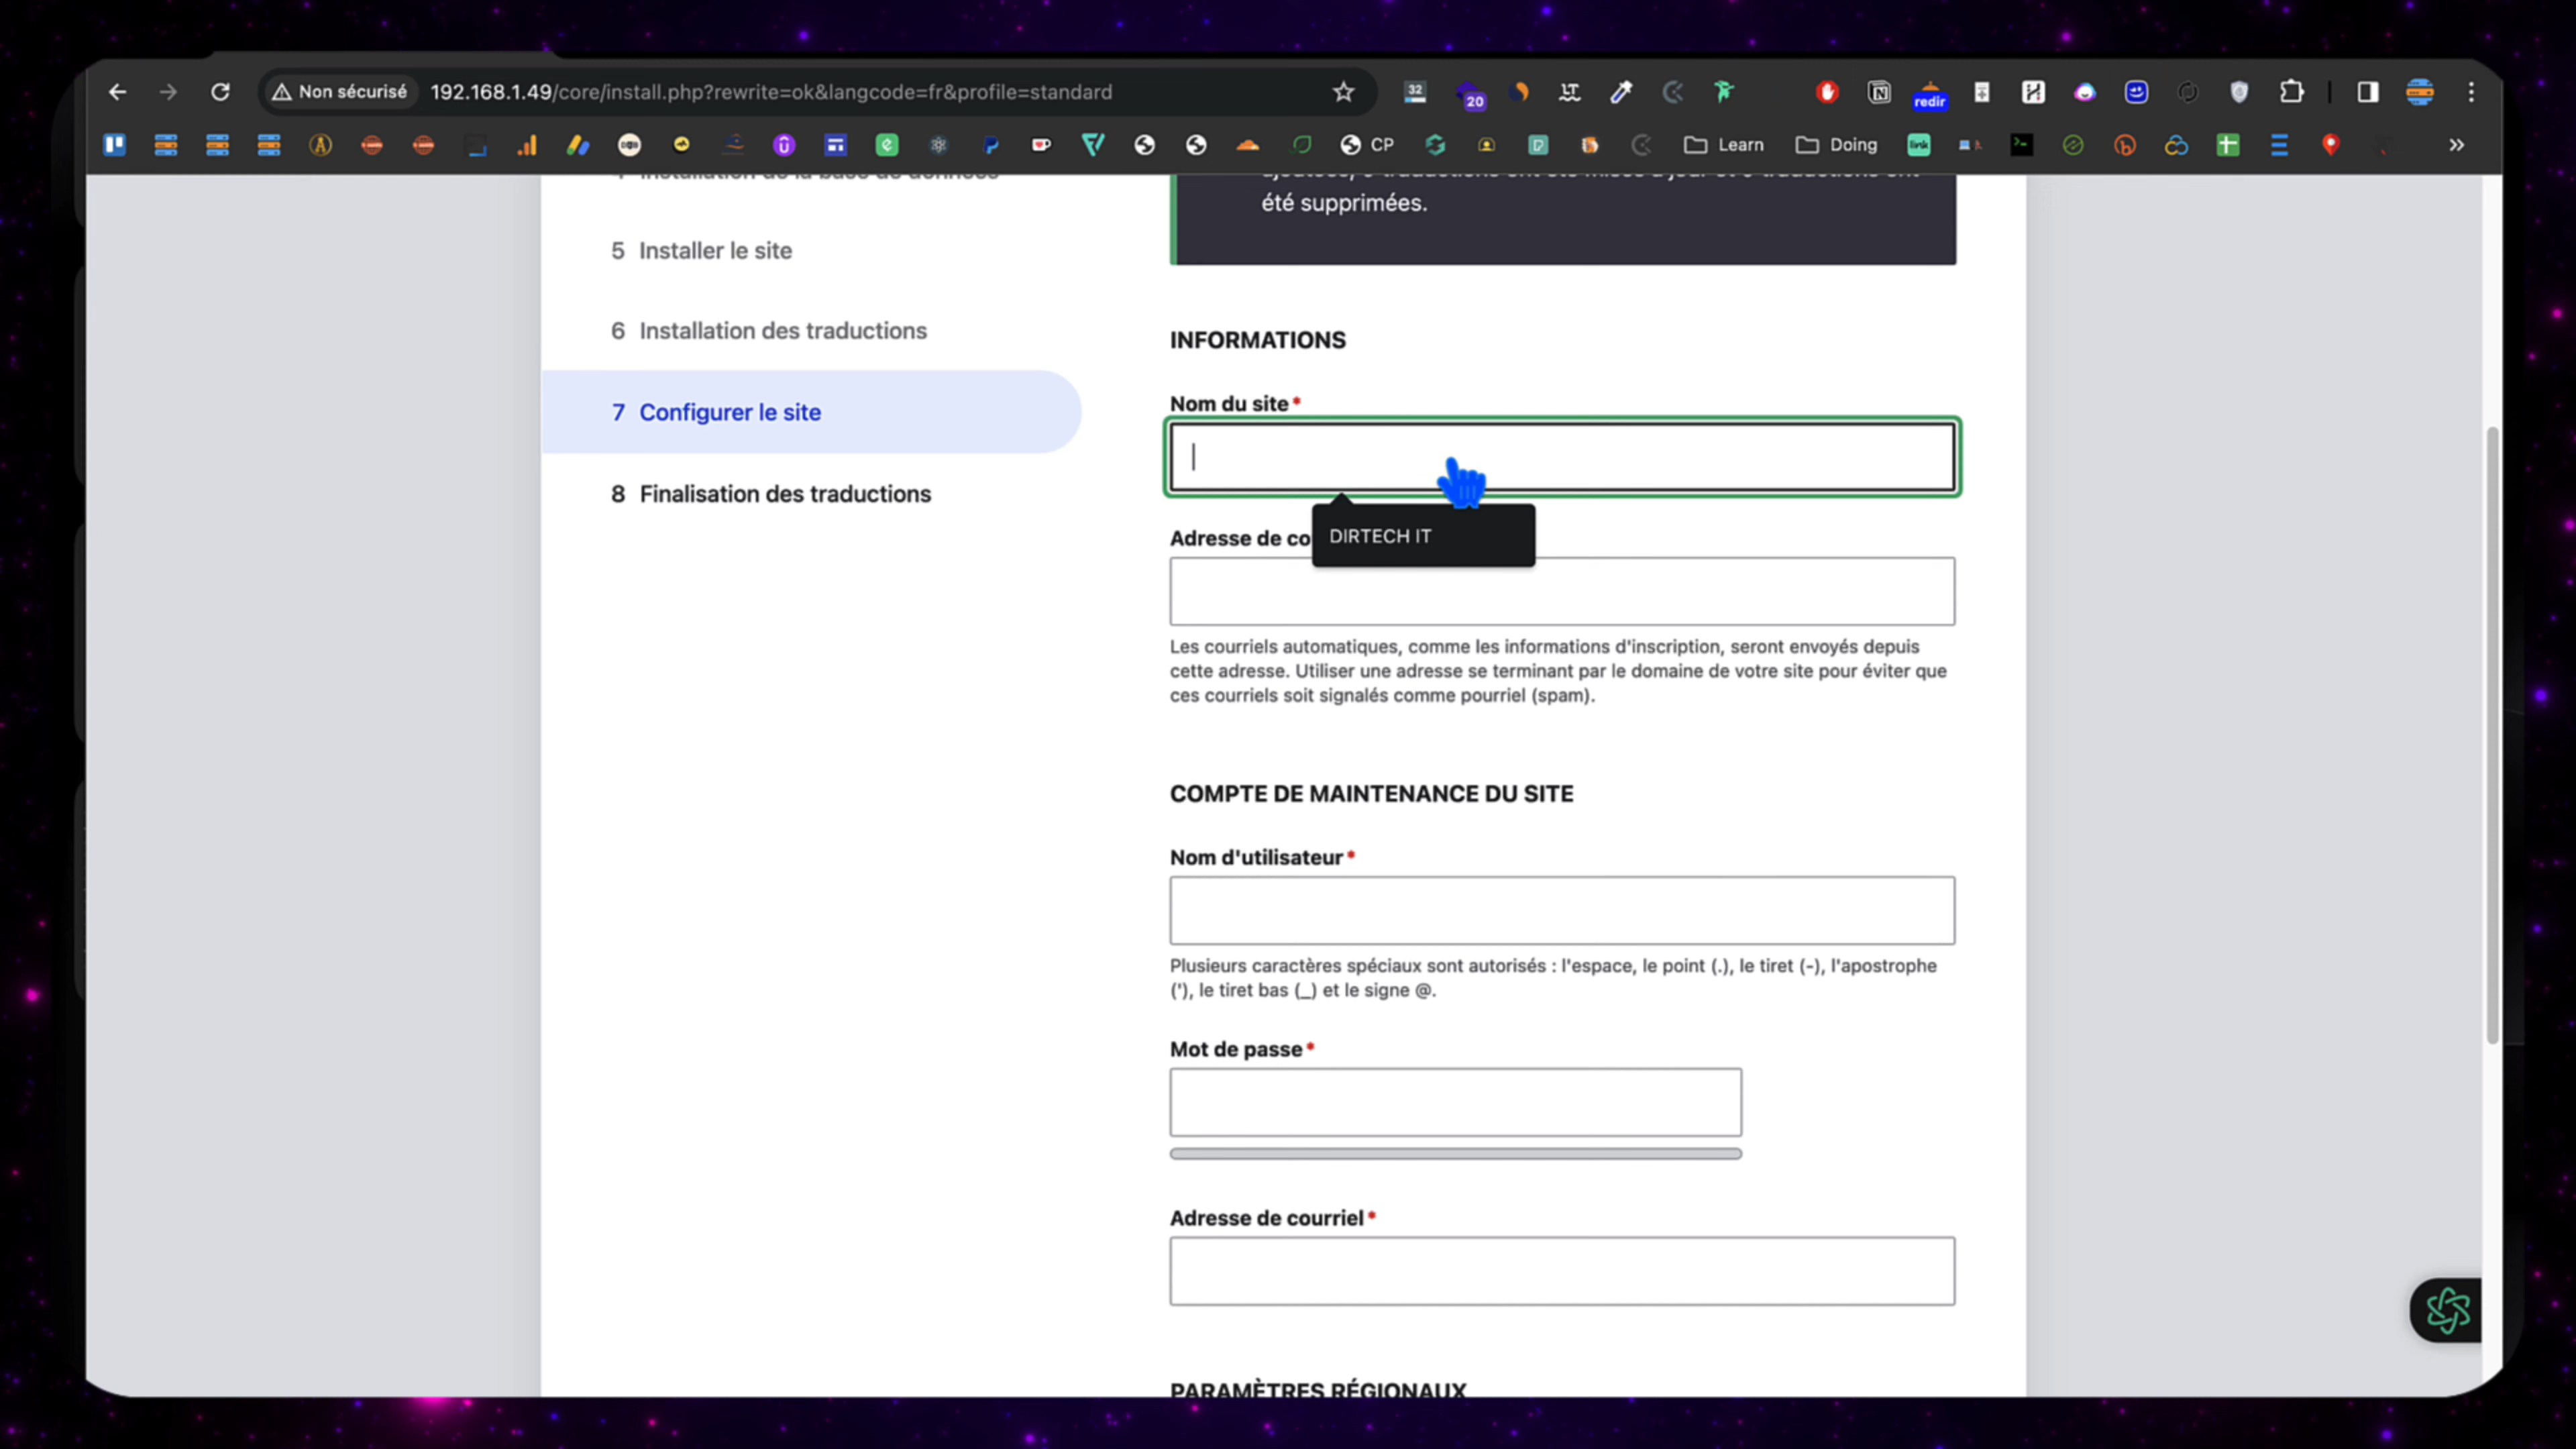 Non sécurisé 192.168.1.49/core/install.php?rewrite=ok&langcode=fr&profile=standard
32
20
redir
CP
Learn
Doing
link
été supprimées.
5 Installer le site
6 Installation des traductions
7 Configurer le site
8 Finalisation des traductions
INFORMATIONS
Nom du site*
DIRTECH IT
Adresse de co
Les courriels automatiques, comme les informations d'inscription, seront envoyés depuis
cette adresse. Utiliser une adresse se terminant par le domaine de votre site pour éviter que
ces courriels soit signalés comme pourriel (spam).
COMPTE DE MAINTENANCE DU SITE
Nom d'utilisateur*
Plusieurs caractères spéciaux sont autorisés : l'espace, le point (.), le tiret (-), l'apostrophe
('), le tiret bas (_) et le signe @.
Mot de passe*
Adresse de courriel*
PARAMÈTRES RÉGIONAUX